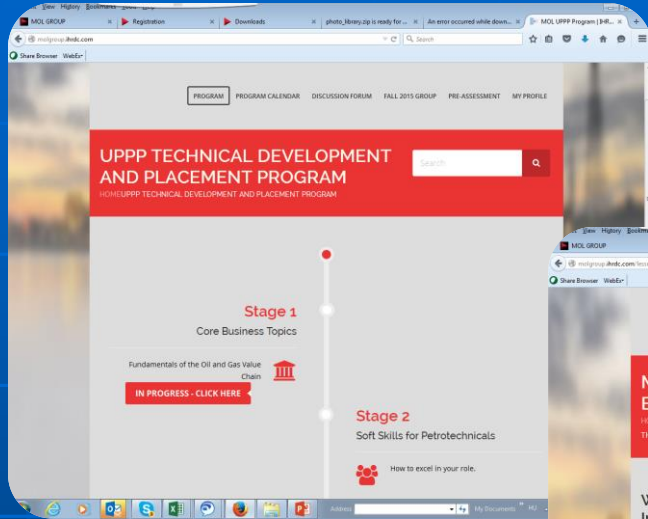 View History Bookmarks
MOL GROUP
Registration
Downloads
photo_library.zip is ready for ...
An error occurred while down...
MOL UPPP Program | IHR...
molgroup.ihrdc.com
Search
Share Browser WebEx
PROGRAM
PROGRAM CALENDAR
DISCUSSION FORUM
FALL 2015 GROUP
PRE-ASSESSMENT
MY PROFILE
UPPP TECHNICAL DEVELOPMENT
AND PLACEMENT PROGRAM
Search
HOMEUPPP TECHNICAL DEVELOPMENT AND PLACEMENT PROGRAM
Stage 1
Core Business Topics
Fundamentals of the Oil and Gas Value
Chain
IN PROGRESS - CLICK HERE
Stage 2
Soft Skills for Petrotechnicals
How to excel in your role.
Address
My Documents
HU
View History Bookm
MOL GROUP
molgroup.ihrdc.com/
Share Browser WebEx